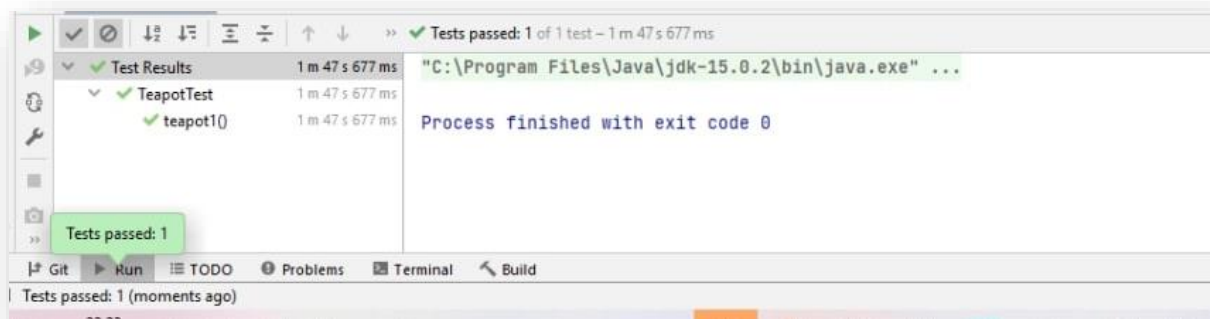 Tests passed: 1 of 1 test – 1 m 47 s 677 ms
Test Results 1 m 47 s 677 ms
TeapotTest 1 m 47 s 677 ms
teapot1() 1 m 47 s 677 ms
"C:\Program Files\Java\jdk-15.0.2\bin\java.exe" ...
Process finished with exit code 0
Tests passed: 1
Git Run TODO Problems Terminal Build
Tests passed: 1 (moments ago)